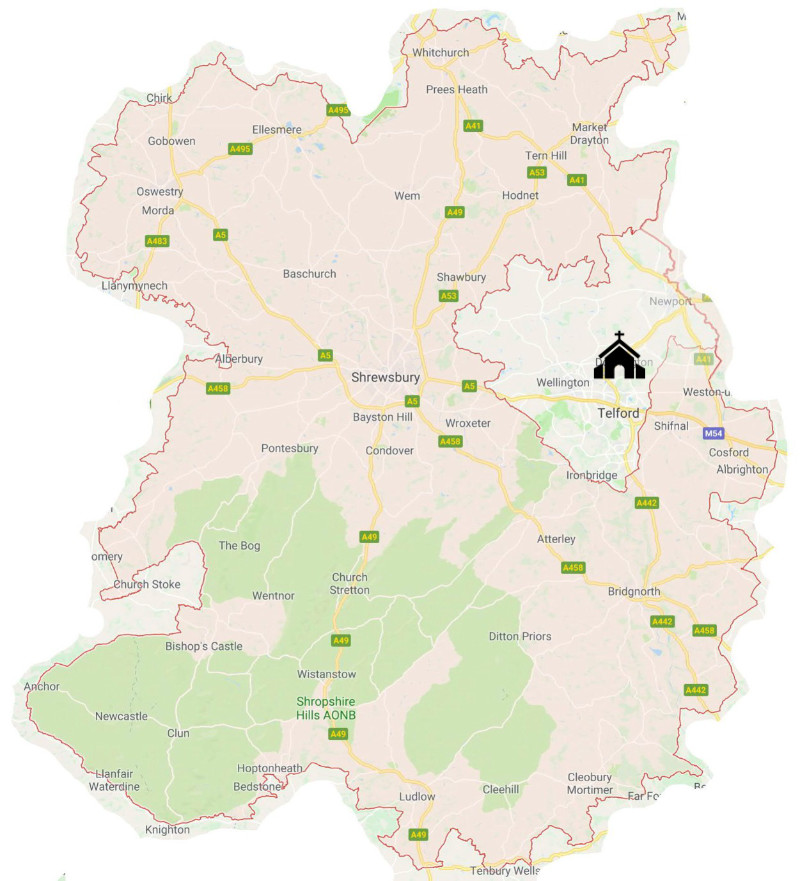 M
Whitchurch
Prees Heath
Chirk
A495
Ellesmere
A41
Market
Drayton
Gobowen
A495
Tern Hill
A53
A41
Oswestry
Wem
Hodnet
Morda
A49
A5
A483
Baschurch
Shawbury
Llanymynech
A53
Newport
Alderbury
A5
A41
Shrewsbury
Wellington
A458
A5
Weston-u
A5
Bayston Hill
Telford
Wroxeter
Shifnal
M54
A458
Pontesbury
Condover
Cosford
Albrighton
Ironbridge
A442
A49
Atterley
The Bog
omery
A458
Church
Stretton
Church Stoke
Wentnor
Bridgnorth
A442
A458
Ditton Priors
A49
Bishop's Castle
Wistanstow
Anchor
A442
Shropshire
Hills AONB
Newcastle
Clun
A49
Hoptonheath
Llanfair
Waterdine
Bedstone
Cleobury
Mortimer
Cleehill
Ludlow
Far Fo
Knighton
A49
Tenbury Wells